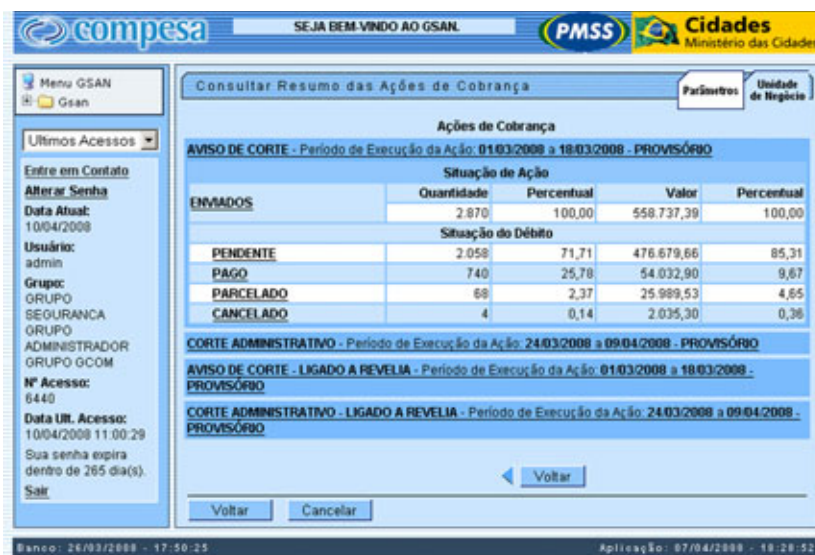 compesa
SEJA BEM-VINDO AO GSAN.
PMSS
Cidades
Ministério das Cidades
Menu GSAN
Gsan
Ultimos Acessos
Entre em Contato
Alterar Senha
Data Atual:
10/04/2008
Usuário:
admin
Grupo:
GRUPO
SEGURANCA
GRUPO
ADMINISTRADOR
GRUPO GCOM
Nº Acesso:
6440
Data Ult. Acesso:
10/04/2008 11:00:29
Sua senha expira
dentro de 265 dia(s).
Sair
Consultar Resumo das Ações de Cobrança
Parâmetros
Unidade
de Negócio
Ações de Cobrança
AVISO DE CORTE - Período de Execução da Ação: 01/03/2008 a 18/03/2008 - PROVISÓRIO
Situação de Ação
ENVIADOS
Quantidade Percentual Valor Percentual
2.870 100,00 558.737,39 100,00
Situação do Débito
PENDENTE 2.058 71,71 476.679,66 85,31
PAGO 740 25,78 54.032,90 9,67
PARCELADO 68 2,37 25.989,53 4,65
CANCELADO 4 0,14 2.035,30 0,36
CORTE ADMINISTRATIVO - Período de Execução da Ação: 24/03/2008 a 09/04/2008 - PROVISÓRIO
AVISO DE CORTE - LIGADO A REVELIA - Período de Execução da Ação: 01/03/2008 a 18/03/2008 -
PROVISÓRIO
CORTE ADMINISTRATIVO - LIGADO A REVELIA - Período de Execução da Ação: 24/03/2008 a 09/04/2008 -
PROVISÓRIO
Voltar
Voltar Cancelar
Banco: 26/03/2008 - 17:50:25
Aplicação: 07/04/2008 - 18:28:52